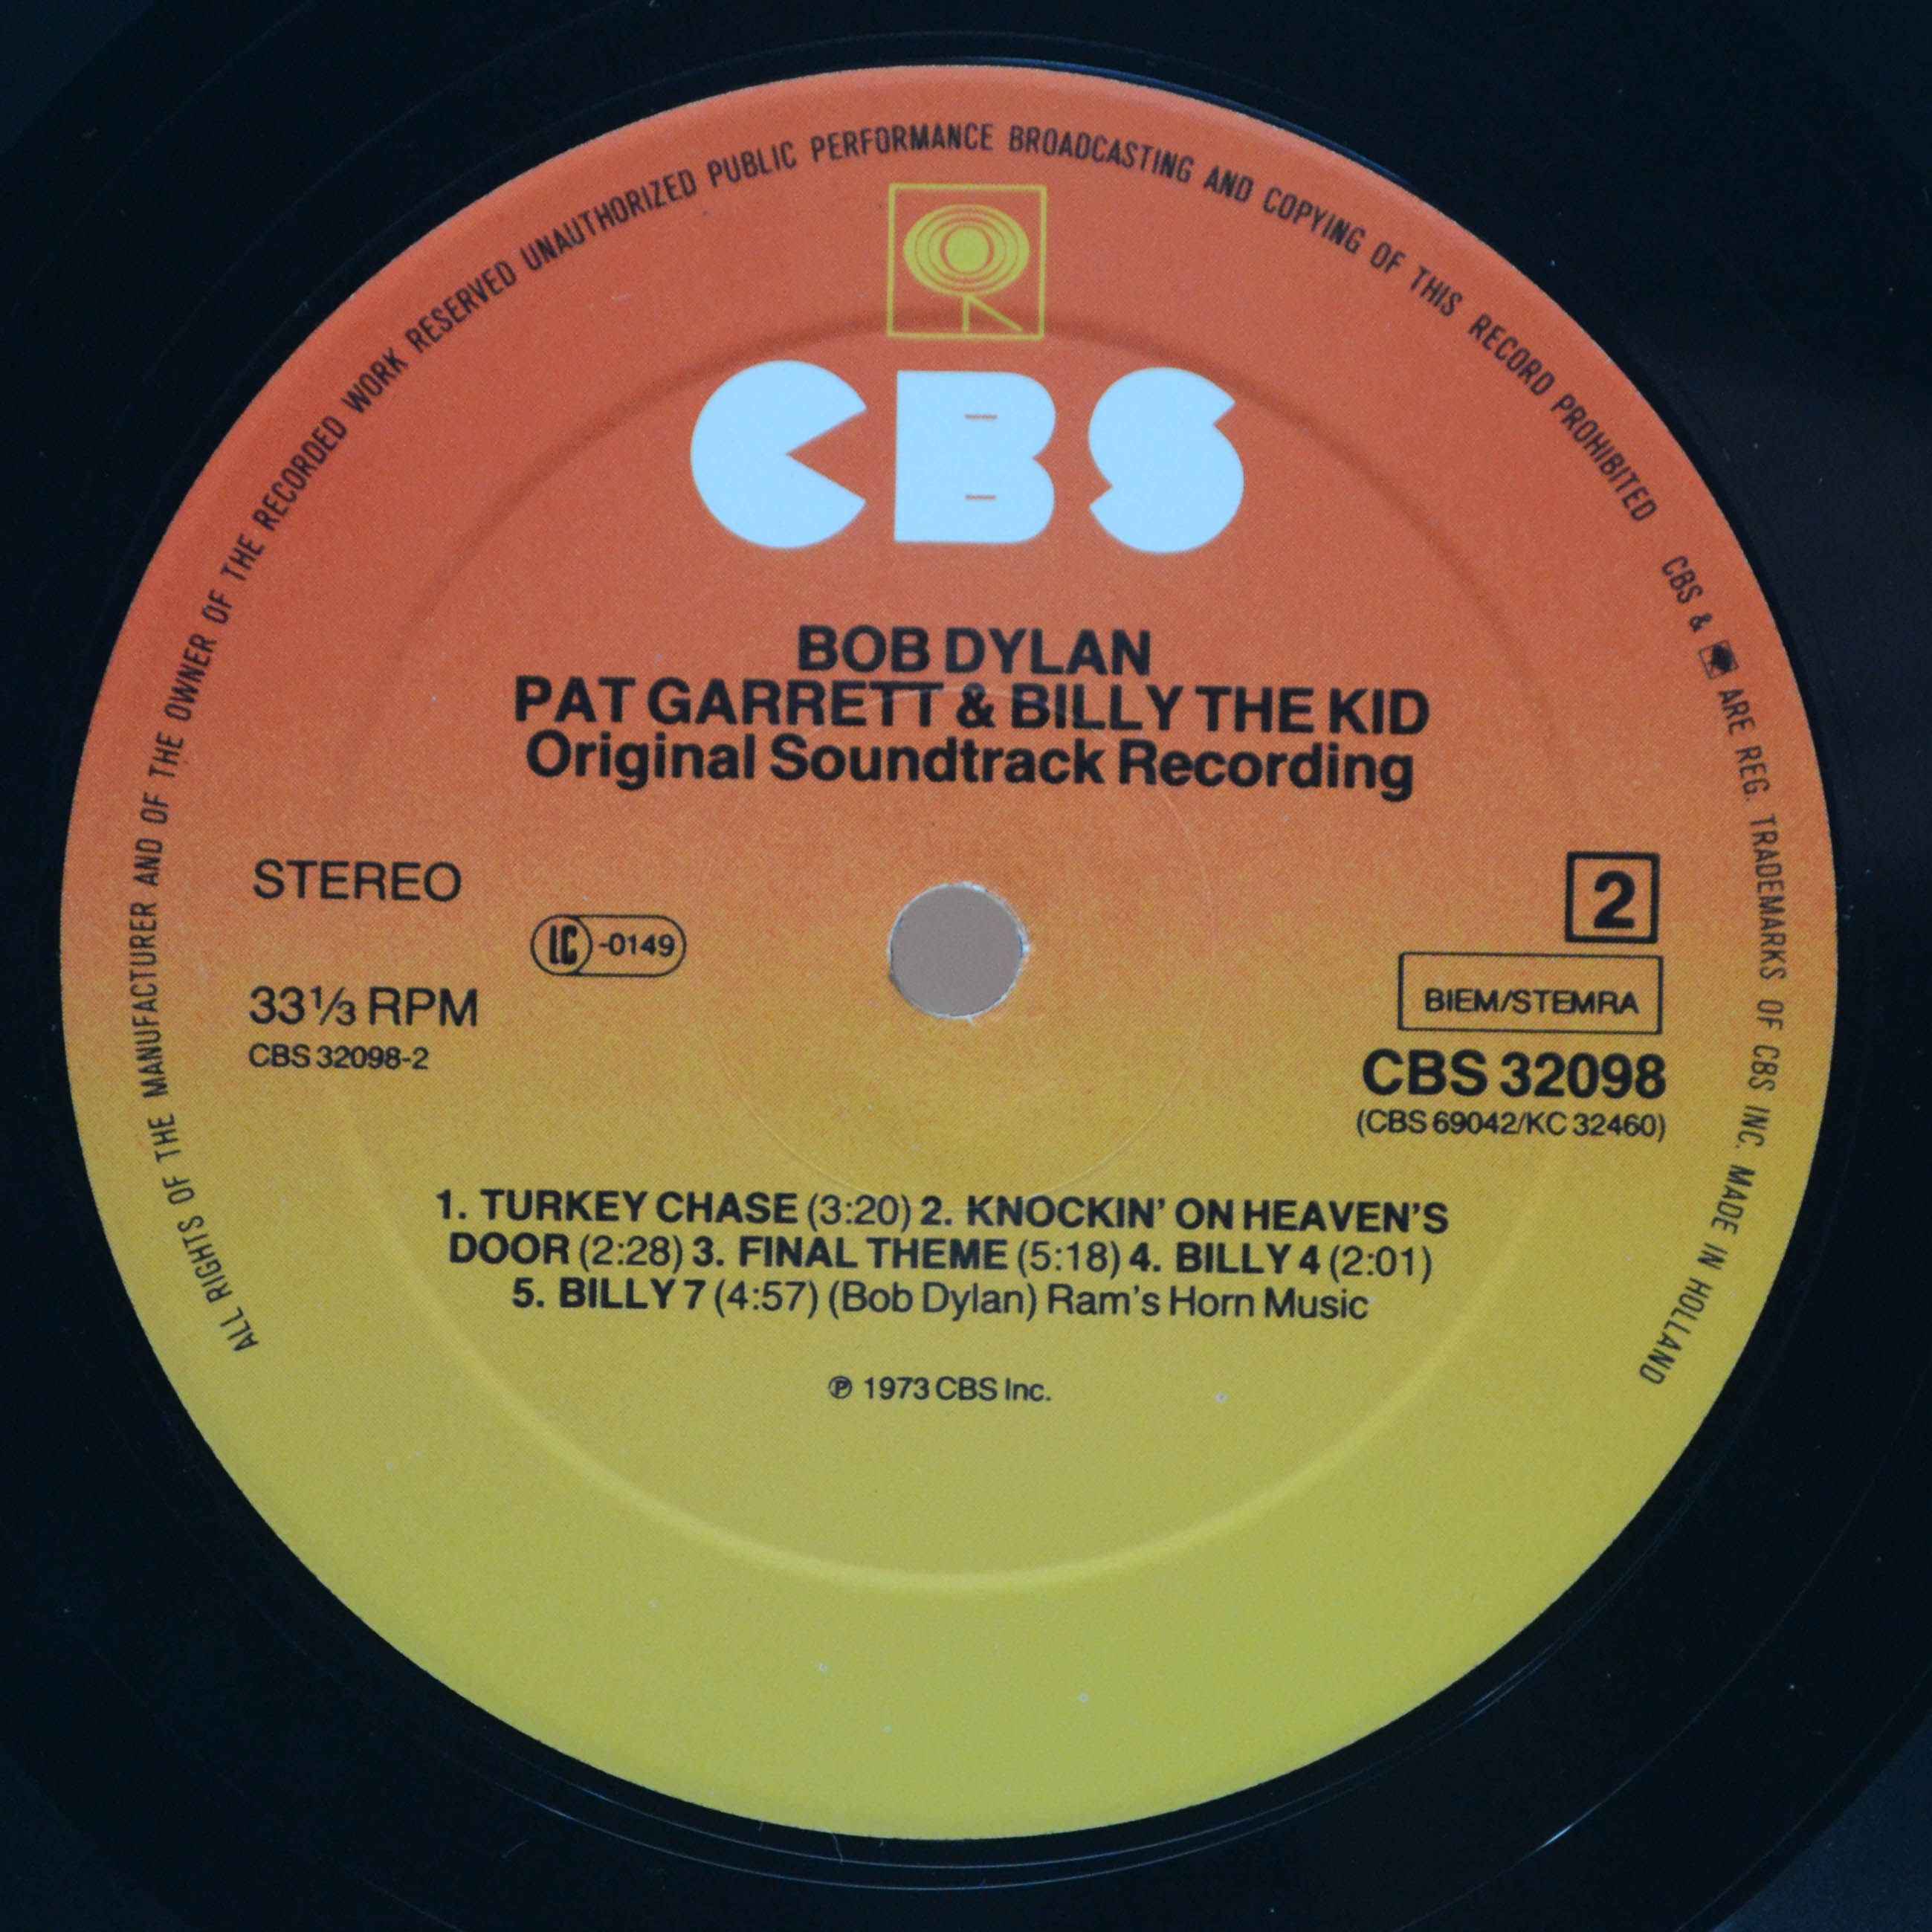 ALL RIGHTS OF THE MANUFACTURER AND OF THE OWNER OF THE RECORDED WORK RESERVED UNAUTHORIZED PUBLIC PERFORMANCE BROADCASTING AND COPYING OF THIS RECORD PROHIBITED CBS & ARE REG. TRADEMARKS OF CBS INC. MADE IN HOLLAND
CBS
BOB DYLAN
PAT GARRETT & BILLY THE KID
Original Soundtrack Recording
STEREO
LC-0149
33⅓ RPM
CBS 32098-2
2
BIEM/STEMRA
CBS 32098
(CBS 69042/KC 32460)
1. TURKEY CHASE (3:20) 2. KNOCKIN' ON HEAVEN'S
DOOR (2:28) 3. FINAL THEME (5:18) 4. BILLY 4 (2:01)
5. BILLY 7 (4:57) (Bob Dylan) Ram's Horn Music
℗ 1973 CBS Inc.